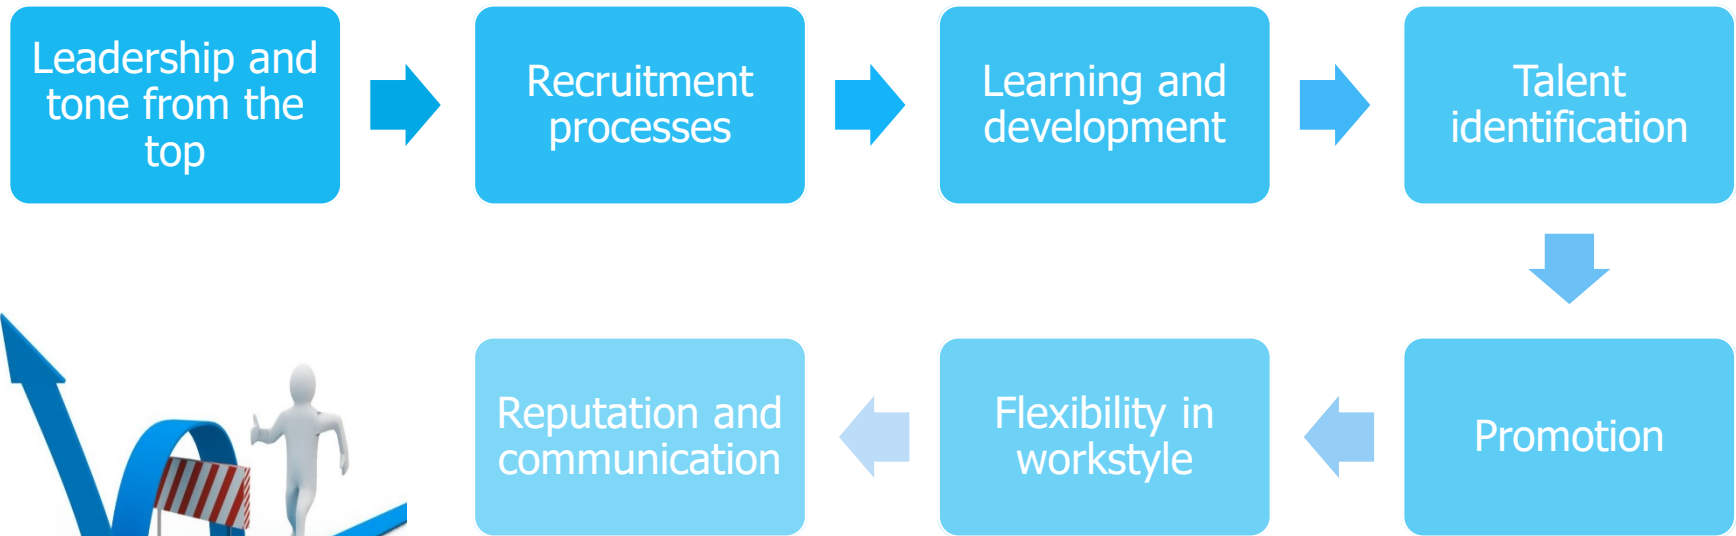 Leadership and
tone from the
top
Recruitment
processes
Learning and
development
Talent
identification
Promotion
Flexibility in
workstyle
Reputation and
communication